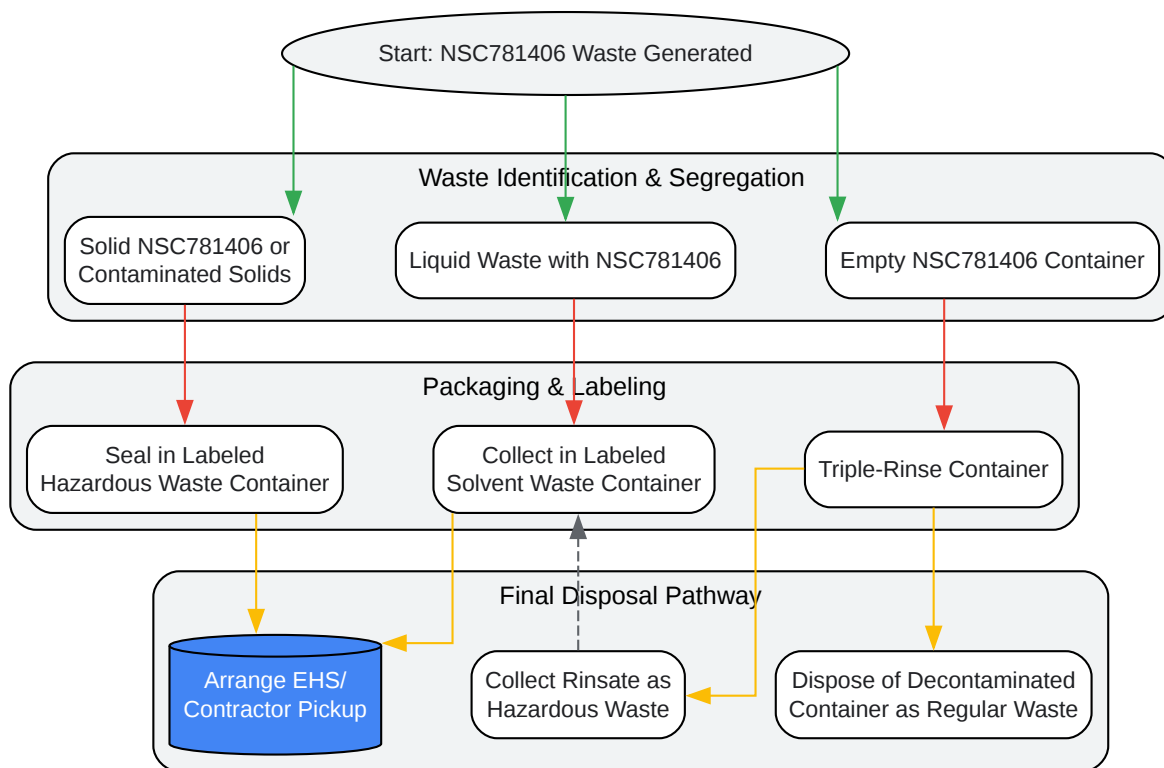 Start: NSC781406 Waste Generated
Waste Identification & Segregation
Solid NSC781406 or
Contaminated Solids
Liquid Waste with NSC781406
Empty NSC781406 Container
Packaging & Labeling
Seal in Labeled
Hazardous Waste Container
Collect in Labeled
Solvent Waste Container
Triple-Rinse Container
Final Disposal Pathway
Arrange EHS/
Contractor Pickup
Collect Rinsate as
Hazardous Waste
Dispose of Decontaminated
Container as Regular Waste